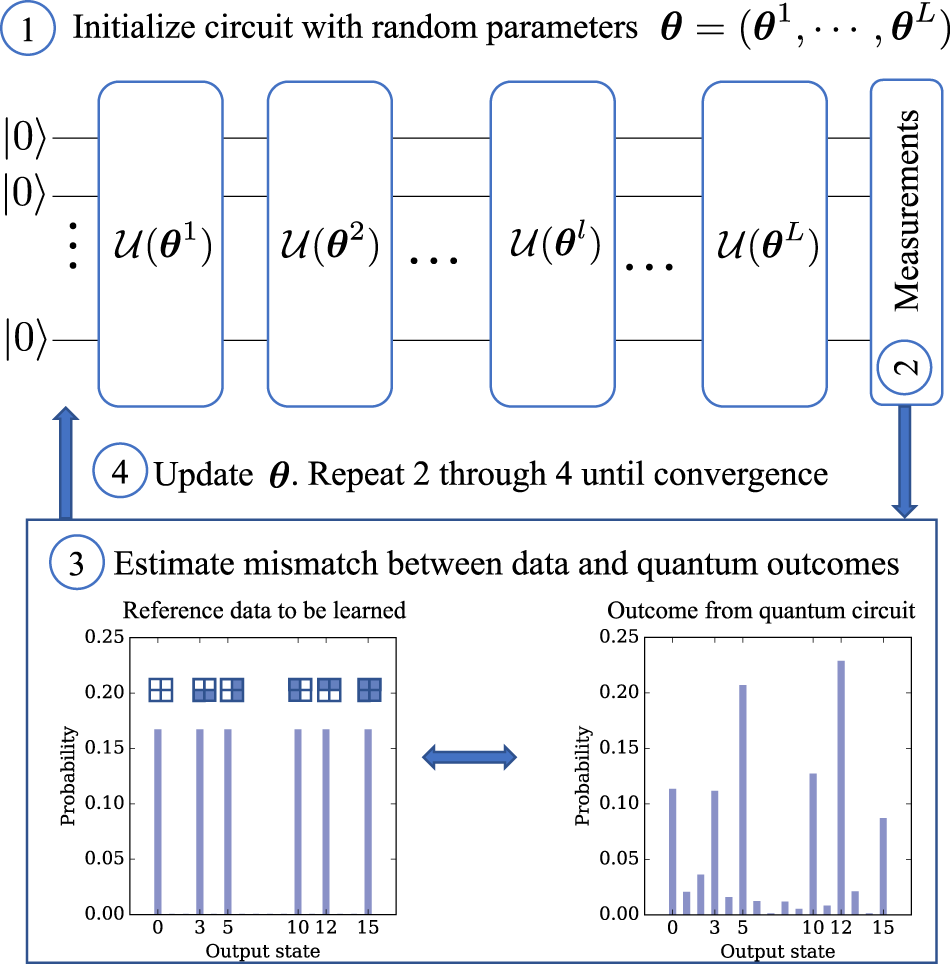 1 Initialize circuit with random parameters θ = (θ¹, ⋯ , θᴸ)
|0⟩
|0⟩
⋮
|0⟩
𝒰(θ¹)
𝒰(θ²)
...
𝒰(θˡ)
...
𝒰(θᴸ)
2 Measurements
4 Update θ. Repeat 2 through 4 until convergence
3 Estimate mismatch between data and quantum outcomes
Reference data to be learned
0.25
0.20
0.15
0.10
0.05
0.00
Probability
0 3 5 10 12 15
Output state
Outcome from quantum circuit
0.25
0.20
0.15
0.10
0.05
0.00
Probability
0 3 5 10 12 15
Output state